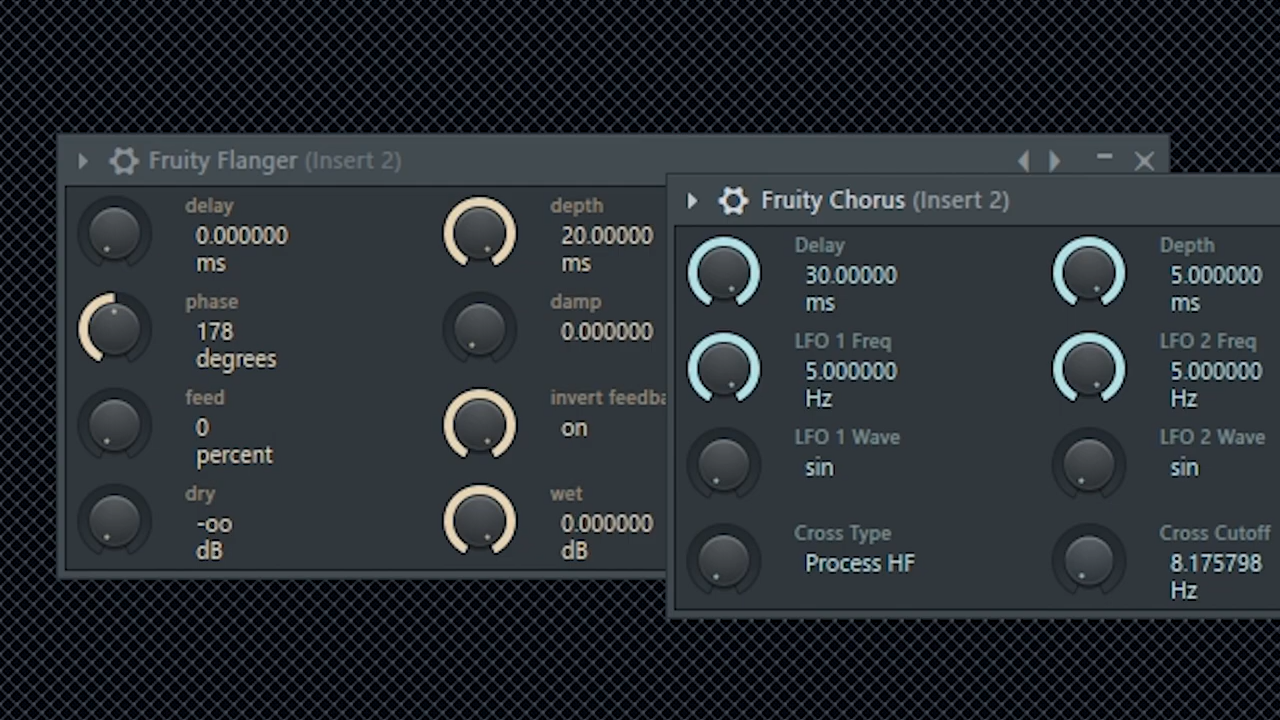 Fruity Flanger (Insert 2)
delay
0.000000
ms
depth
20.00000
ms
phase
178
degrees
damp
0.000000
feed
0
percent
invert feedba
on
dry
-oo
dB
wet
0.000000
dB
Fruity Chorus (Insert 2)
Delay
30.00000
ms
Depth
5.000000
ms
LFO 1 Freq
5.000000
Hz
LFO 2 Freq
5.000000
Hz
LFO 1 Wave
sin
LFO 2 Wave
sin
Cross Type
Process HF
Cross Cutoff
8.175798
Hz